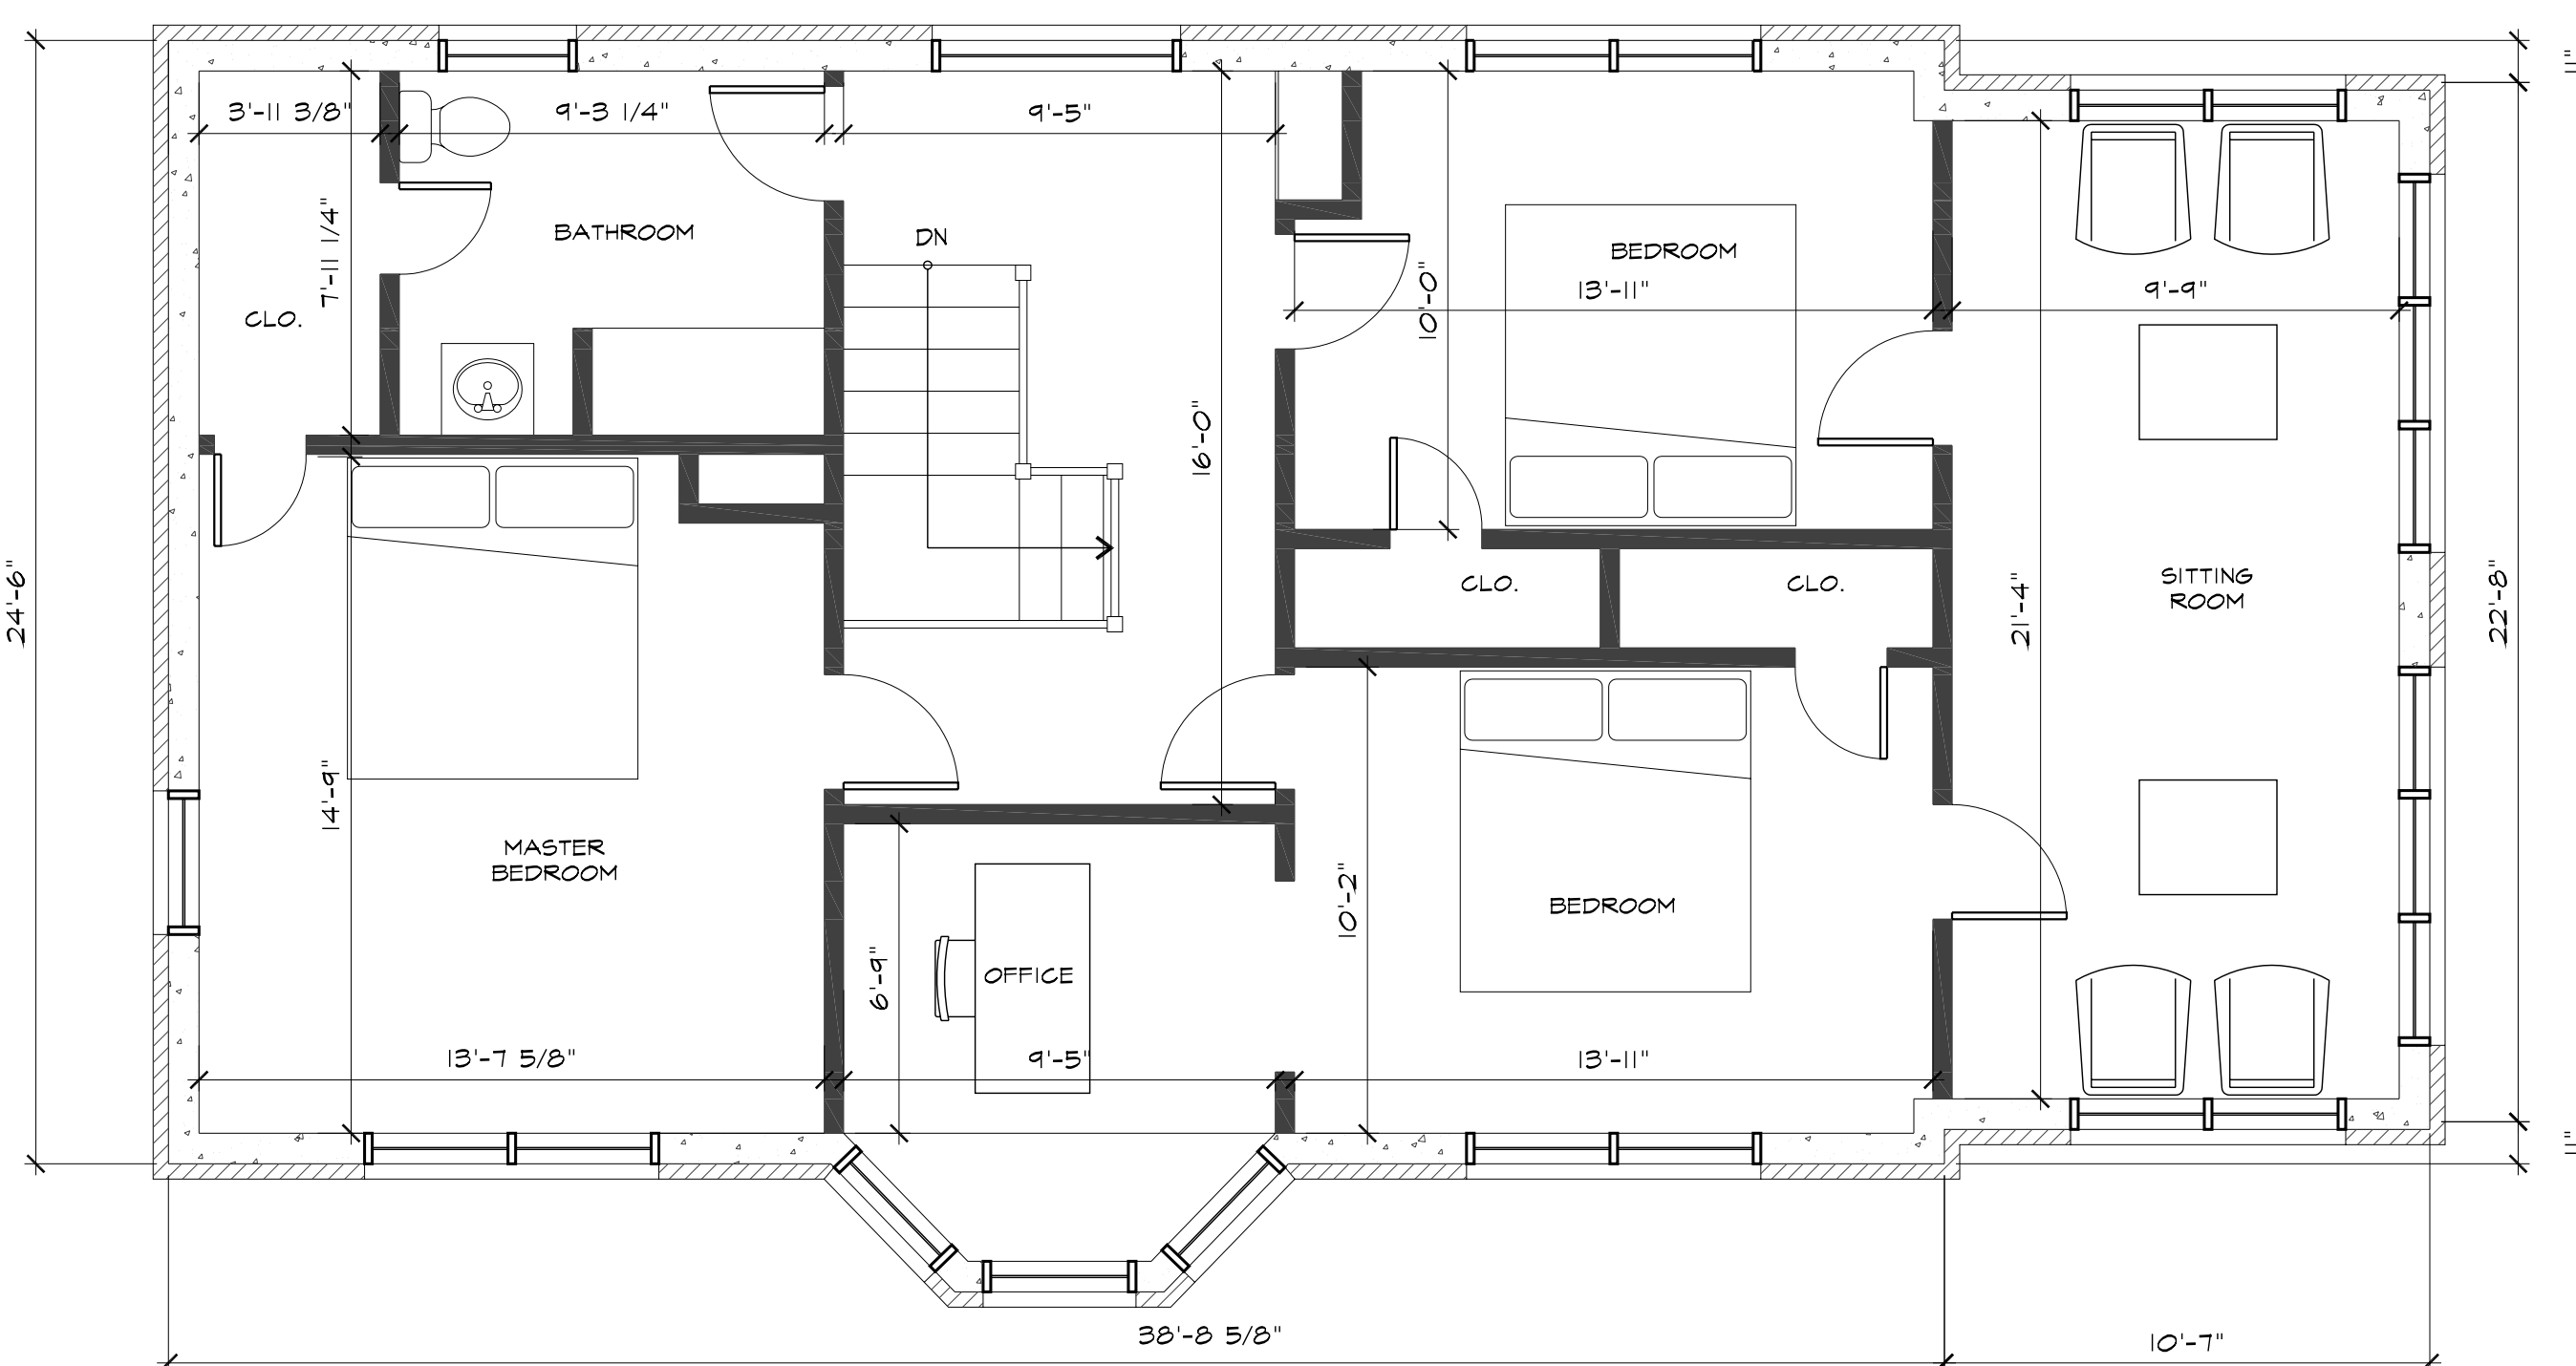 11"
3'-11 3/8"
9'-3 1/4"
9'-5"
7'-11 1/4"
BATHROOM
DN
BEDROOM
10'-0"
13'-11"
9'-9"
CLO.
16'-0"
24'-6"
CLO.
CLO.
21'-4"
SITTING
ROOM
22'-8"
14'-9"
MASTER
BEDROOM
10'-2"
BEDROOM
6'-9"
OFFICE
13'-7 5/8"
9'-5"
13'-11"
11"
38'-8 5/8"
10'-7"